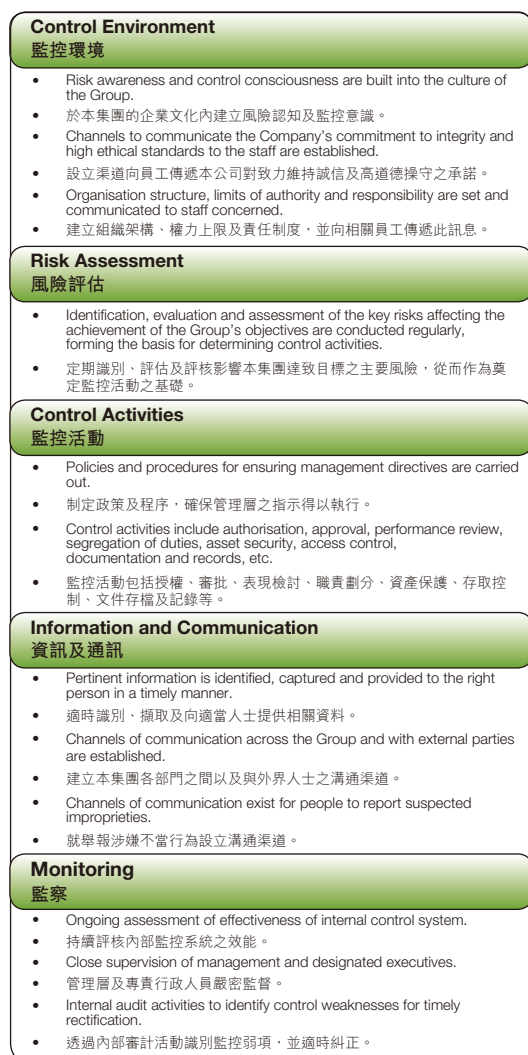 Control Environment
監控環境
• Risk awareness and control consciousness are built into the culture of
the Group.
• 於本集團的企業文化內建立風險認知及監控意識。
• Channels to communicate the Company's commitment to integrity and
high ethical standards to the staff are established.
• 設立渠道向員工傳遞本公司對致力維持誠信及高道德操守之承諾。
• Organisation structure, limits of authority and responsibility are set and
communicated to staff concerned.
• 建立組織架構、權力上限及責任制度，並向相關員工傳遞此訊息。
Risk Assessment
風險評估
• Identification, evaluation and assessment of the key risks affecting the
achievement of the Group's objectives are conducted regularly,
forming the basis for determining control activities.
• 定期識別、評估及評核影響本集團達致目標之主要風險，從而作為奠
定監控活動之基礎。
Control Activities
監控活動
• Policies and procedures for ensuring management directives are carried
out.
• 制定政策及程序，確保管理層之指示得以執行。
• Control activities include authorisation, approval, performance review,
segregation of duties, asset security, access control,
documentation and records, etc.
• 監控活動包括授權、審批、表現檢討、職責劃分、資產保護、存取控
制、文件存檔及記錄等。
Information and Communication
資訊及通訊
• Pertinent information is identified, captured and provided to the right
person in a timely manner.
• 適時識別、擷取及向適當人士提供相關資料。
• Channels of communication across the Group and with external parties
are established.
• 建立本集團各部門之間以及與外界人士之溝通渠道。
• Channels of communication exist for people to report suspected
improprieties.
• 就舉報涉嫌不當行為設立溝通渠道。
Monitoring
監察
• Ongoing assessment of effectiveness of internal control system.
• 持續評核內部監控系統之效能。
• Close supervision of management and designated executives.
• 管理層及專責行政人員嚴密監督。
• Internal audit activities to identify control weaknesses for timely
rectification.
• 透過內部審計活動識別監控弱項，並適時糾正。